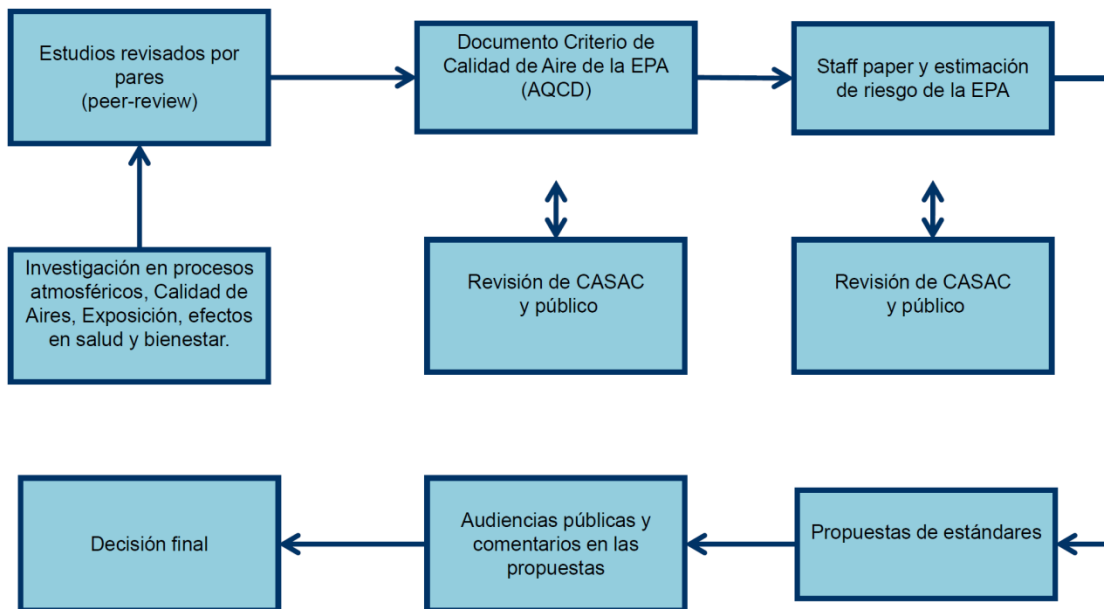 Estudios revisados por
pares
(peer-review)
Documento Criterio de
Calidad de Aire de la EPA
(AQCD)
Staff paper y estimación
de riesgo de la EPA
Investigación en procesos
atmosféricos, Calidad de
Aires, Exposición, efectos
en salud y bienestar.
Revisión de CASAC
y público
Revisión de CASAC
y público
Decisión final
Audiencias públicas y
comentarios en las
propuestas
Propuestas de estándares